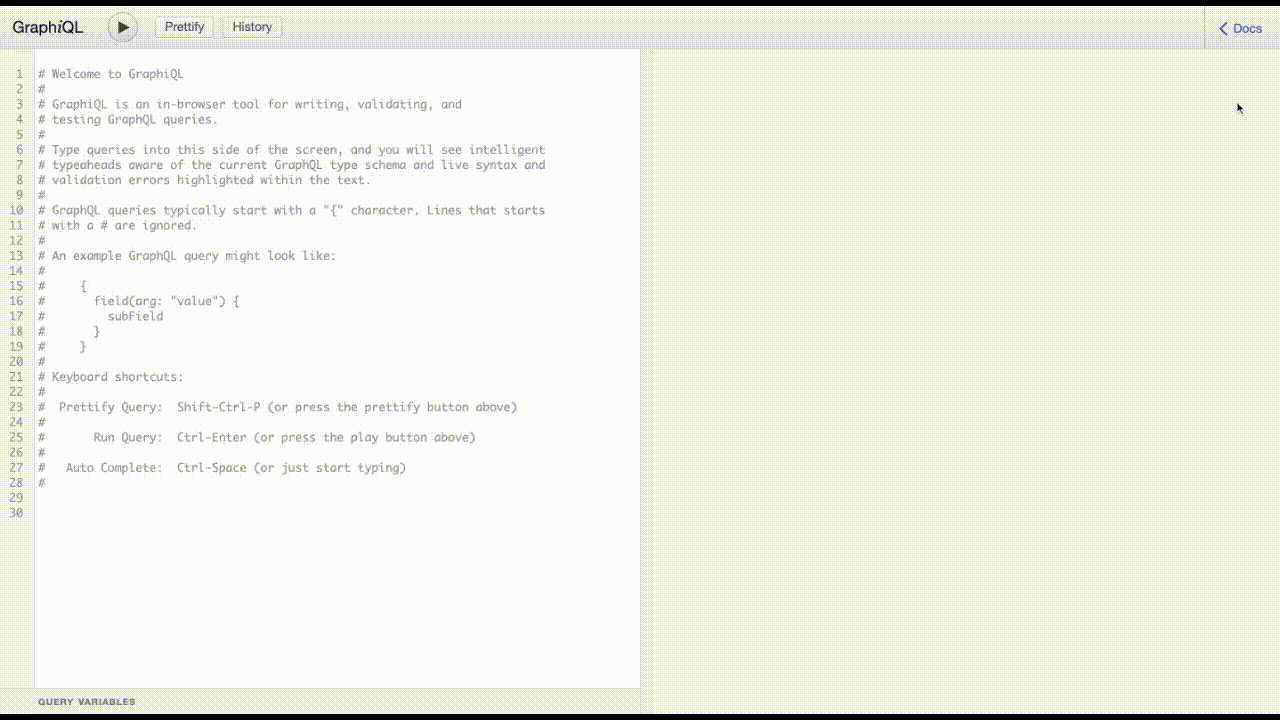 GraphiQL Prettify History Docs
1 # Welcome to GraphiQL
2 #
3 # GraphiQL is an in-browser tool for writing, validating, and
4 # testing GraphQL queries.
5 #
6 # Type queries into this side of the screen, and you will see intelligent
7 # typeaheads aware of the current GraphQL type schema and live syntax and
8 # validation errors highlighted within the text.
9 #
10 # GraphQL queries typically start with a "{" character. Lines that starts
11 # with a # are ignored.
12 #
13 # An example GraphQL query might look like:
14 #
15 #     {
16 #       field(arg: "value") {
17 #         subField
18 #       }
19 #     }
20 #
21 # Keyboard shortcuts:
22 #
23 #  Prettify Query:  Shift-Ctrl-P (or press the prettify button above)
24 #
25 #       Run Query:  Ctrl-Enter (or press the play button above)
26 #
27 #   Auto Complete:  Ctrl-Space (or just start typing)
28 #
29
30
QUERY VARIABLES